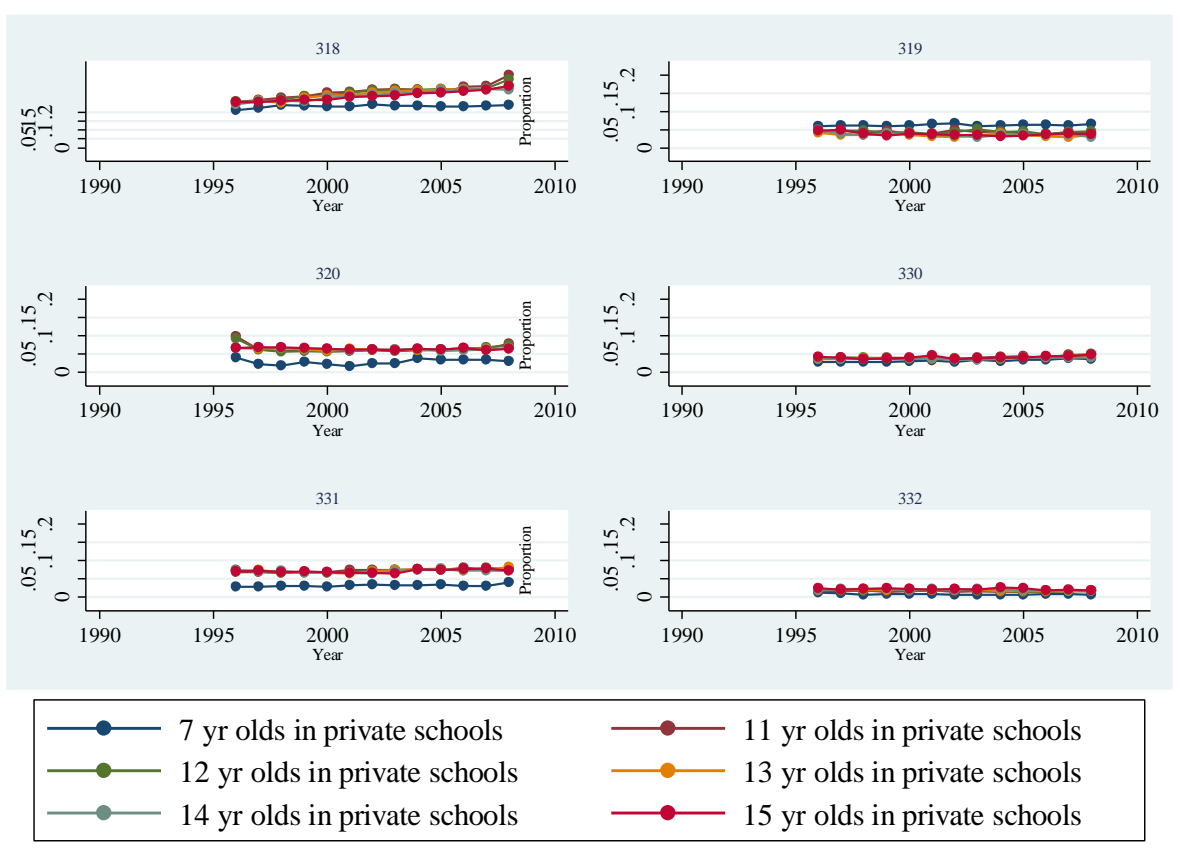 318
0 .05 .1 .15 .2
Proportion
1990 1995 2000 2005 2010
Year
319
0 .05 .1 .15 .2
1990 1995 2000 2005 2010
Year
320
0 .05 .1 .15 .2
Proportion
1990 1995 2000 2005 2010
Year
330
0 .05 .1 .15 .2
1990 1995 2000 2005 2010
Year
331
0 .05 .1 .15 .2
Proportion
1990 1995 2000 2005 2010
Year
332
0 .05 .1 .15 .2
1990 1995 2000 2005 2010
Year
7 yr olds in private schools
11 yr olds in private schools
12 yr olds in private schools
13 yr olds in private schools
14 yr olds in private schools
15 yr olds in private schools